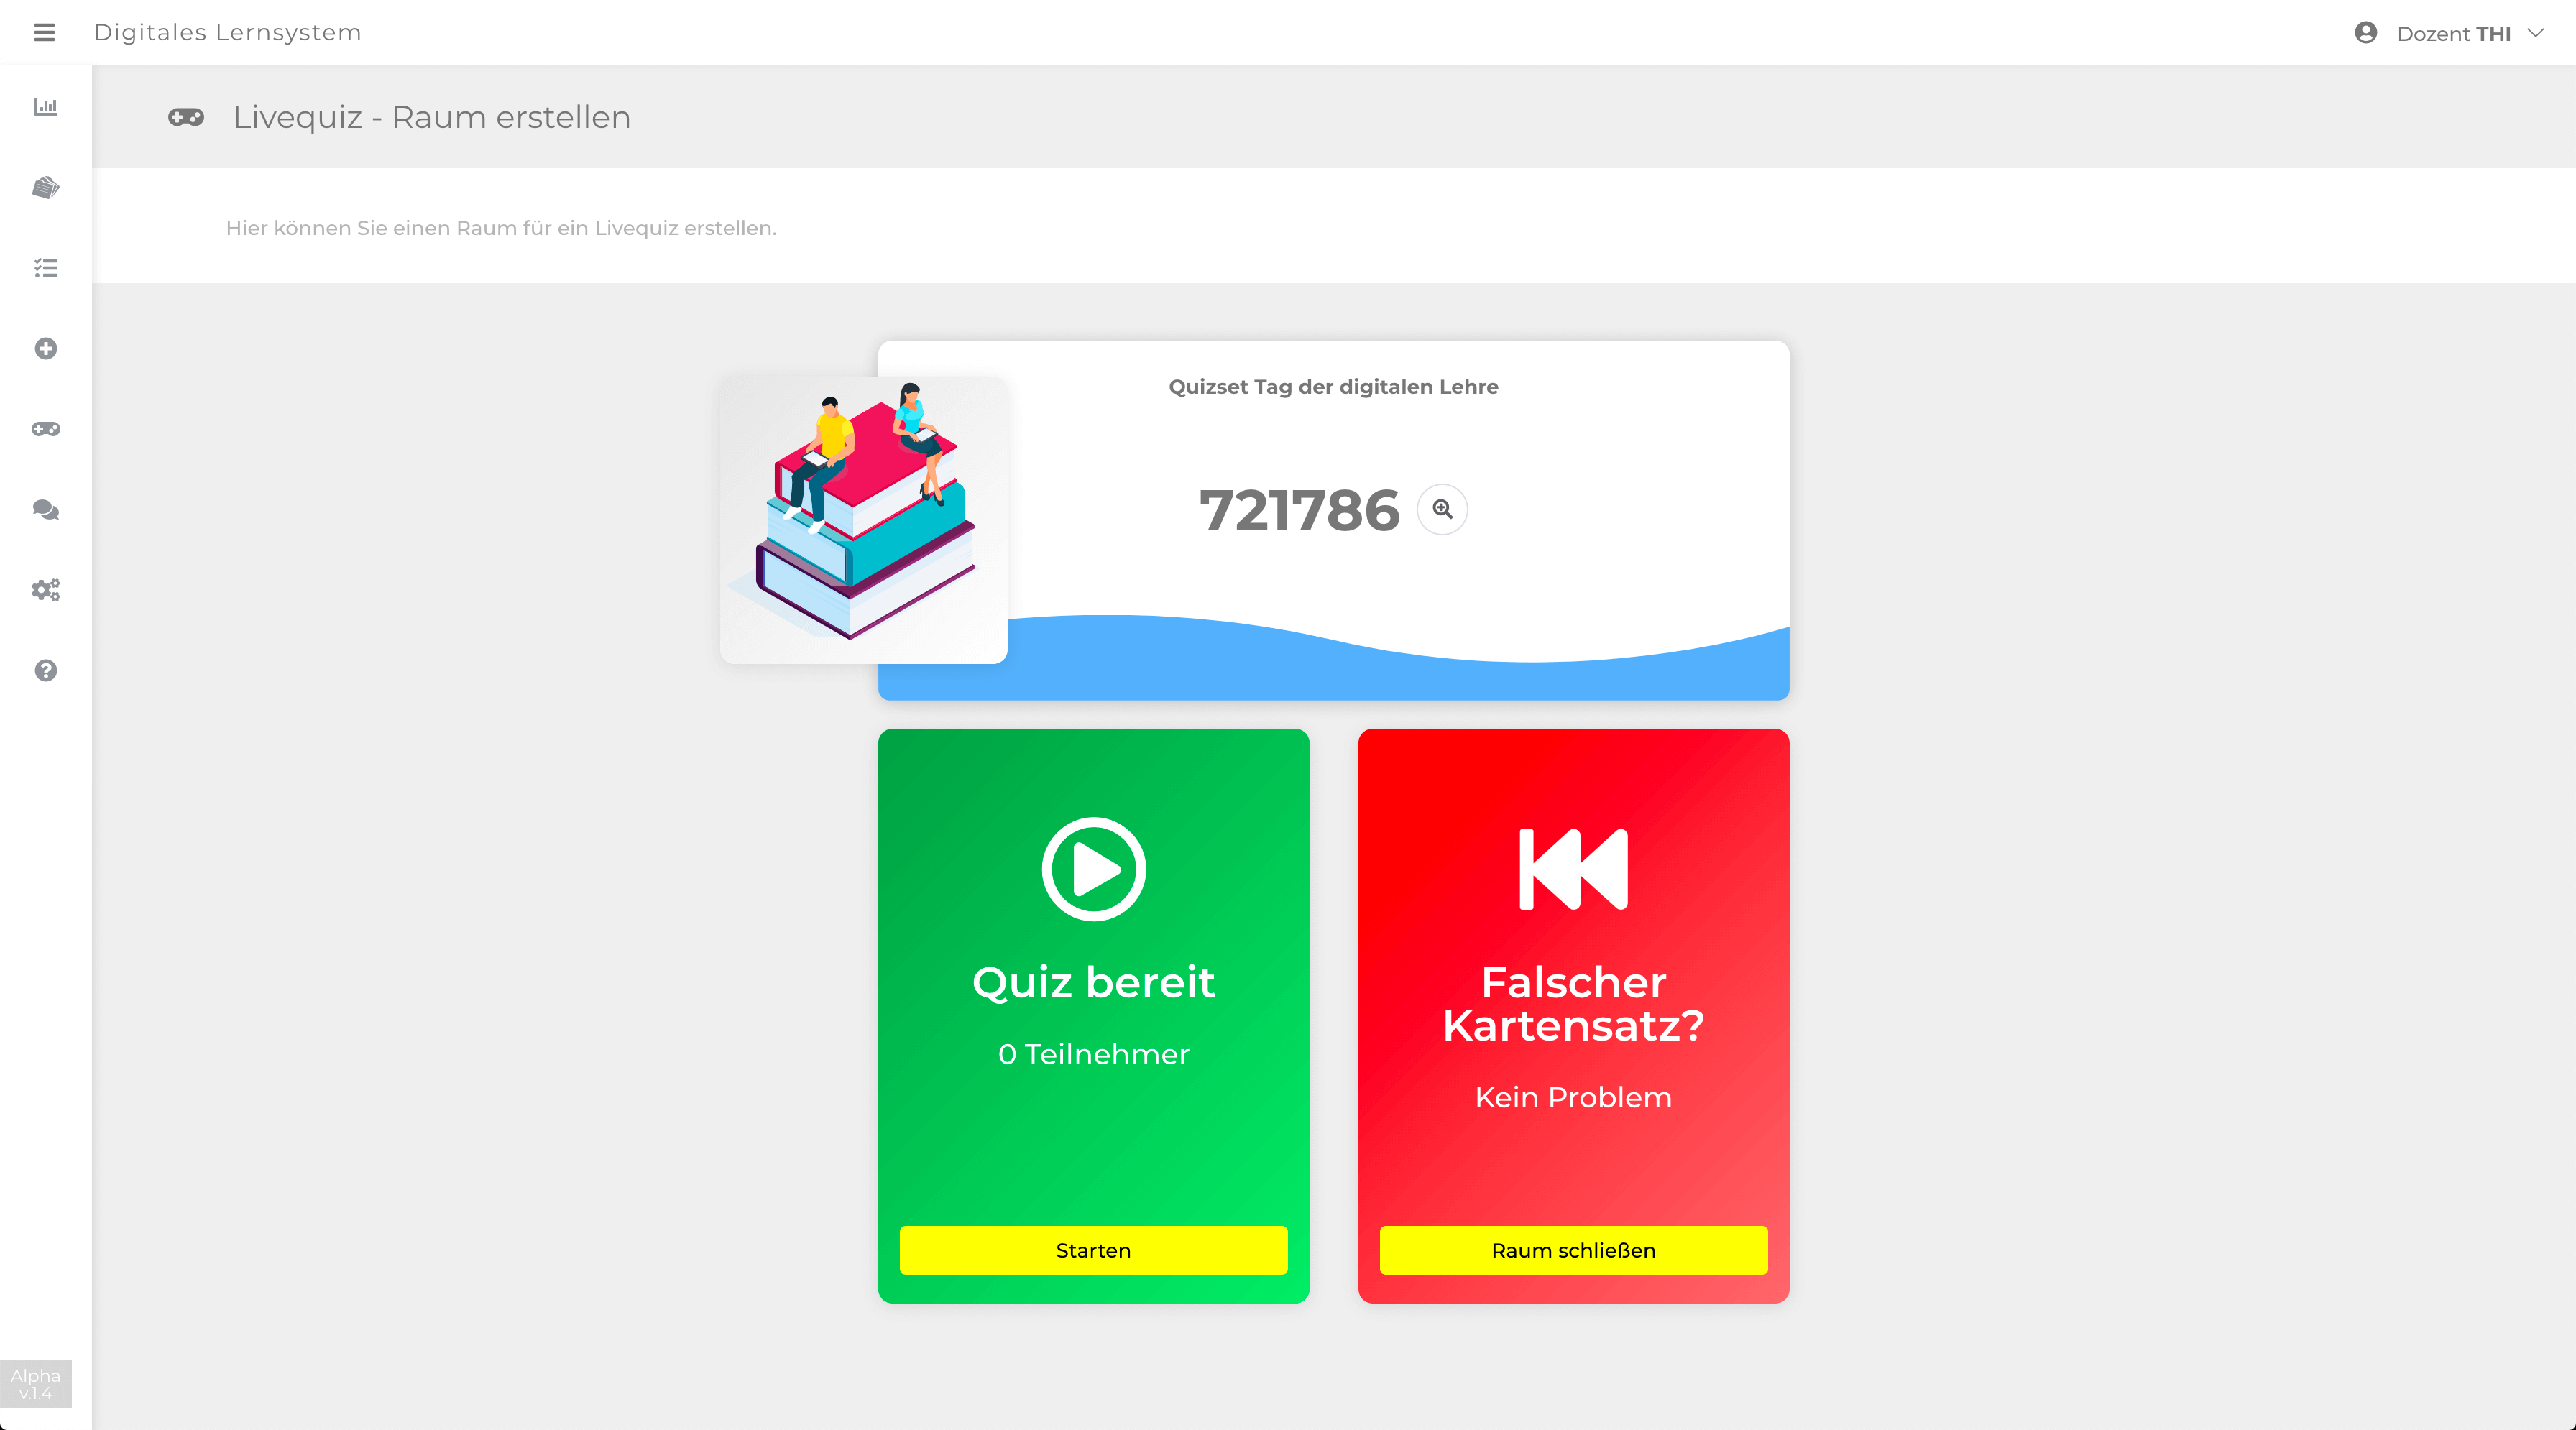 Digitales Lernsystem
Dozent THI
Livequiz - Raum erstellen
Hier können Sie einen Raum für ein Livequiz erstellen.
Quizset Tag der digitalen Lehre
721786
Quiz bereit
0 Teilnehmer
Starten
Falscher
Kartensatz?
Kein Problem
Raum schließen
Alpha
v.1.4